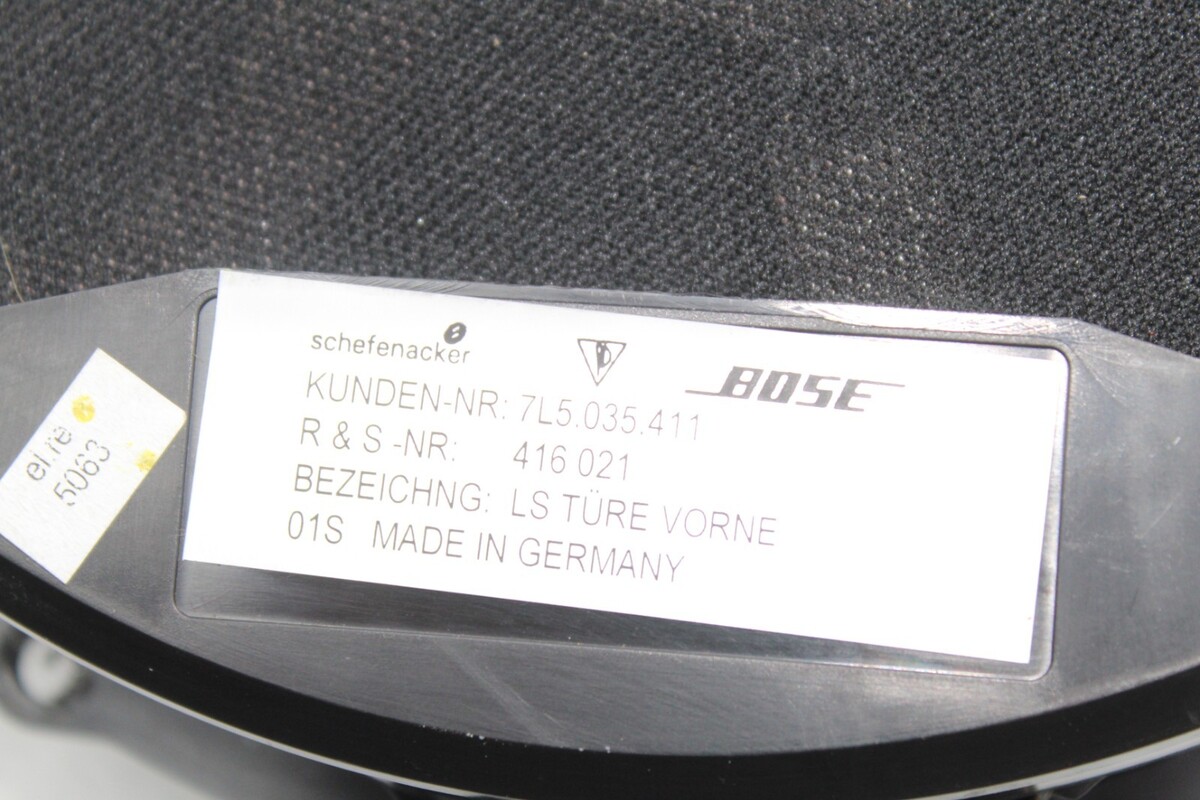 schefenacker
BOSE
KUNDEN-NR: 7L5.035.411
R & S -NR: 416 021
BEZEICHNG: LS TÜRE VORNE
01S MADE IN GERMANY
el.re
5063